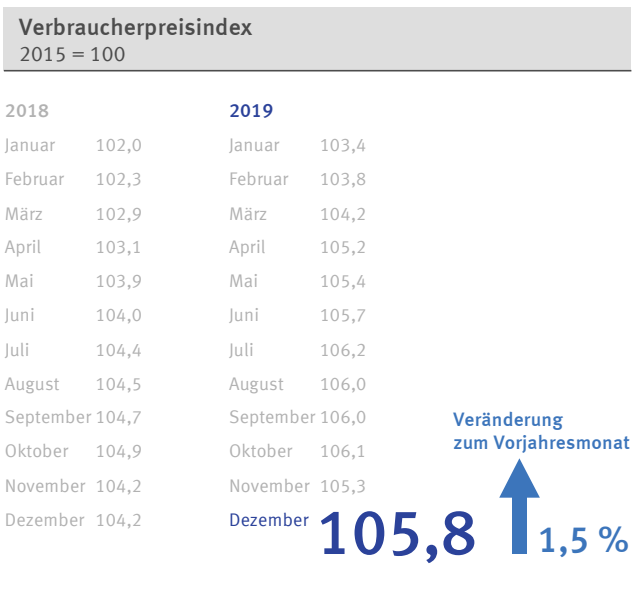 Verbraucherpreisindex
2015 = 100
2018
Januar 102,0
Februar 102,3
März 102,9
April 103,1
Mai 103,9
Juni 104,0
Juli 104,4
August 104,5
September 104,7
Oktober 104,9
November 104,2
Dezember 104,2
2019
Januar 103,4
Februar 103,8
März 104,2
April 105,2
Mai 105,4
Juni 105,7
Juli 106,2
August 106,0
September 106,0
Oktober 106,1
November 105,3
Dezember 105,8
Veränderung
zum Vorjahresmonat
1,5 %